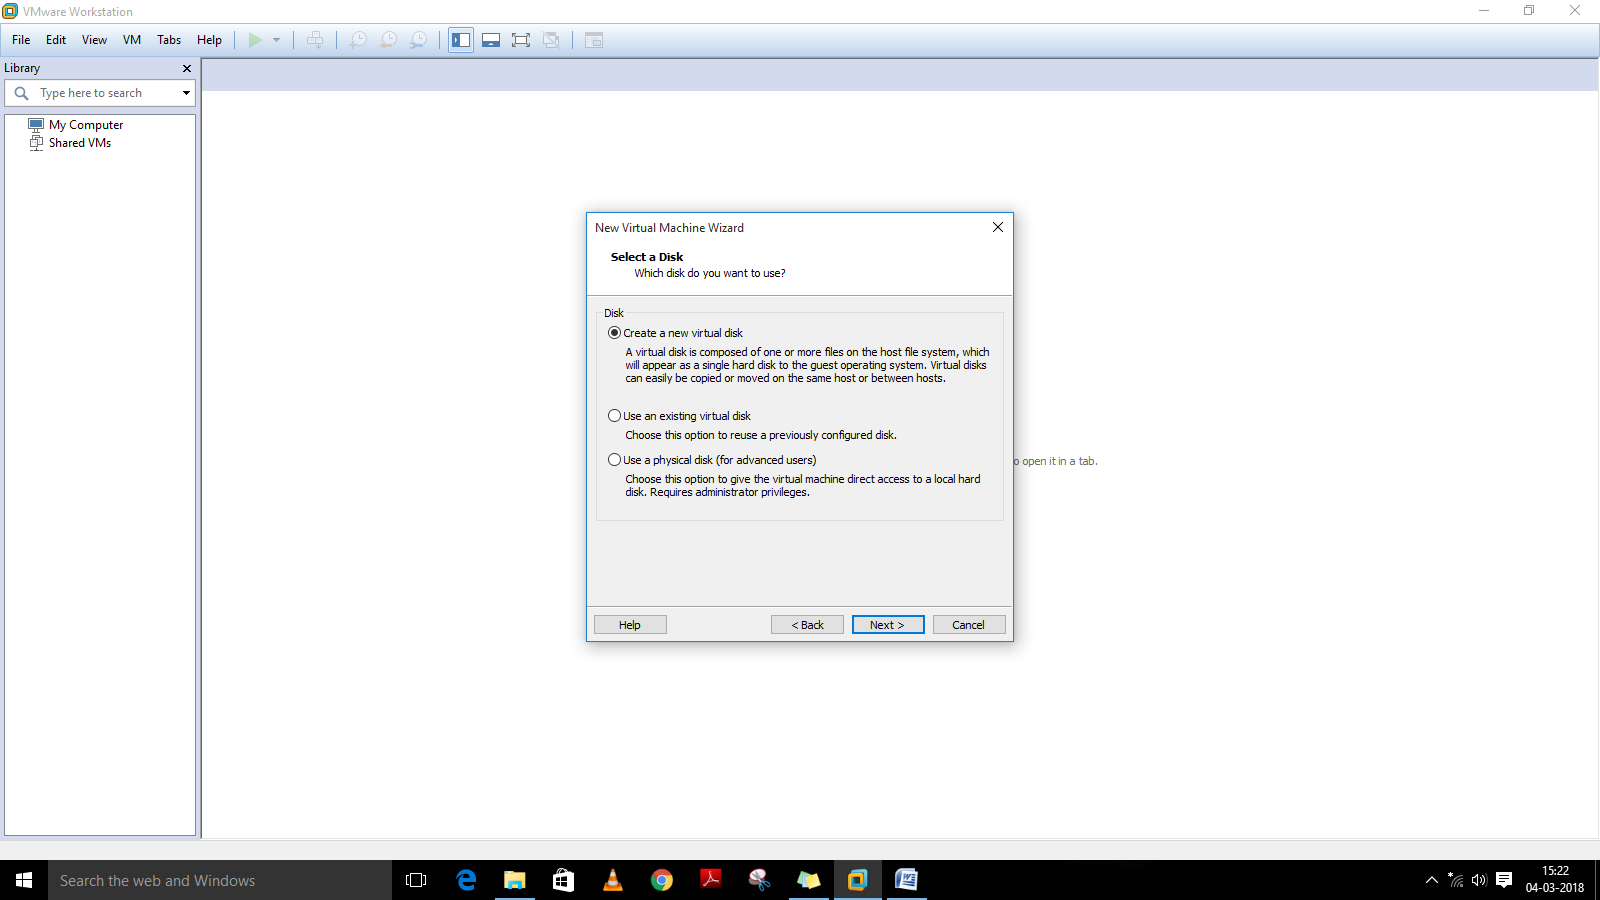 VMware Workstation
File Edit View VM Tabs Help
Library
Type here to search
My Computer
Shared VMs
New Virtual Machine Wizard
Select a Disk
Which disk do you want to use?
Disk
Create a new virtual disk
A virtual disk is composed of one or more files on the host file system, which
will appear as a single hard disk to the guest operating system. Virtual disks
can easily be copied or moved on the same host or between hosts.
Use an existing virtual disk
Choose this option to reuse a previously configured disk.
Use a physical disk (for advanced users)
Choose this option to give the virtual machine direct access to a local hard
disk. Requires administrator privileges.
o open it in a tab.
Help < Back Next > Cancel
Search the web and Windows
15:22
04-03-2018